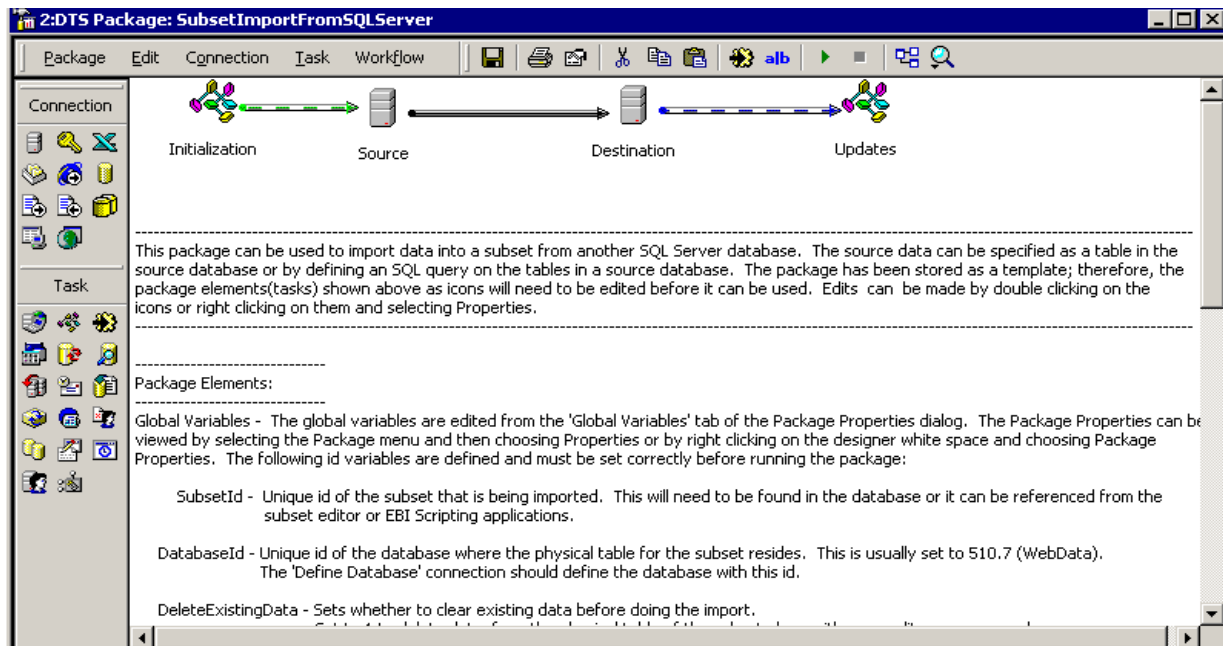 2:DTS Package: SubsetImportFromSQLServer
Package Edit Connection Task Workflow a|b
Connection
Initialization Source Destination Updates
------------------------------------------------------------
This package can be used to import data into a subset from another SQL Server database. The source data can be specified as a table in the
source database or by defining an SQL query on the tables in a source database. The package has been stored as a template; therefore, the
package elements(tasks) shown above as icons will need to be edited before it can be used. Edits can be made by double clicking on the
icons or right clicking on them and selecting Properties.
------------------------------------------------------------
Task
-------------------------------
Package Elements:
-------------------------------
Global Variables - The global variables are edited from the 'Global Variables' tab of the Package Properties dialog. The Package Properties can be
viewed by selecting the Package menu and then choosing Properties or by right clicking on the designer white space and choosing Package
Properties. The following id variables are defined and must be set correctly before running the package:
SubsetId - Unique id of the subset that is being imported. This will need to be found in the database or it can be referenced from the
subset editor or EBI Scripting applications.
DatabaseId - Unique id of the database where the physical table for the subset resides. This is usually set to 510.7 (WebData).
The 'Define Database' connection should define the database with this id.
DeleteExistingData - Sets whether to clear existing data before doing the import.